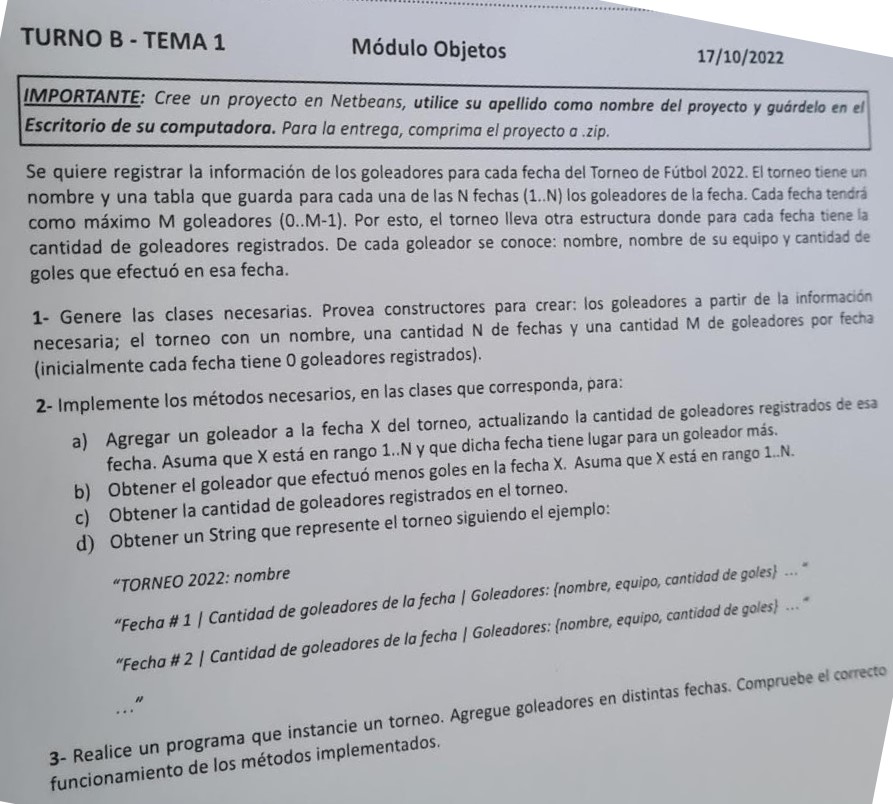 TURNO B - TEMA 1
Módulo Objetos
17/10/2022
IMPORTANTE: Cree un proyecto en Netbeans, utilice su apellido como nombre del proyecto y guárdelo en el
Escritorio de su computadora. Para la entrega, comprima el proyecto a .zip.
Se quiere registrar la información de los goleadores para cada fecha del Torneo de Fútbol 2022. El torneo tiene un
nombre y una tabla que guarda para cada una de las N fechas (1..N) los goleadores de la fecha. Cada fecha tendrá
como máximo M goleadores (0..M-1). Por esto, el torneo lleva otra estructura donde para cada fecha tiene la
cantidad de goleadores registrados. De cada goleador se conoce: nombre, nombre de su equipo y cantidad de
goles que efectuó en esa fecha.
1- Genere las clases necesarias. Provea constructores para crear: los goleadores a partir de la información
necesaria; el torneo con un nombre, una cantidad N de fechas y una cantidad M de goleadores por fecha
(inicialmente cada fecha tiene 0 goleadores registrados).
2- Implemente los métodos necesarios, en las clases que corresponda, para:
a) Agregar un goleador a la fecha X del torneo, actualizando la cantidad de goleadores registrados de esa
fecha. Asuma que X está en rango 1..N y que dicha fecha tiene lugar para un goleador más.
b) Obtener el goleador que efectuó menos goles en la fecha X. Asuma que X está en rango 1..N.
c) Obtener la cantidad de goleadores registrados en el torneo.
d) Obtener un String que represente el torneo siguiendo el ejemplo:
“TORNEO 2022: nombre
“Fecha # 1 | Cantidad de goleadores de la fecha | Goleadores: {nombre, equipo, cantidad de goles} ... “
“Fecha # 2 | Cantidad de goleadores de la fecha | Goleadores: {nombre, equipo, cantidad de goles} ... “
...”
3- Realice un programa que instancie un torneo. Agregue goleadores en distintas fechas. Compruebe el correcto
funcionamiento de los métodos implementados.